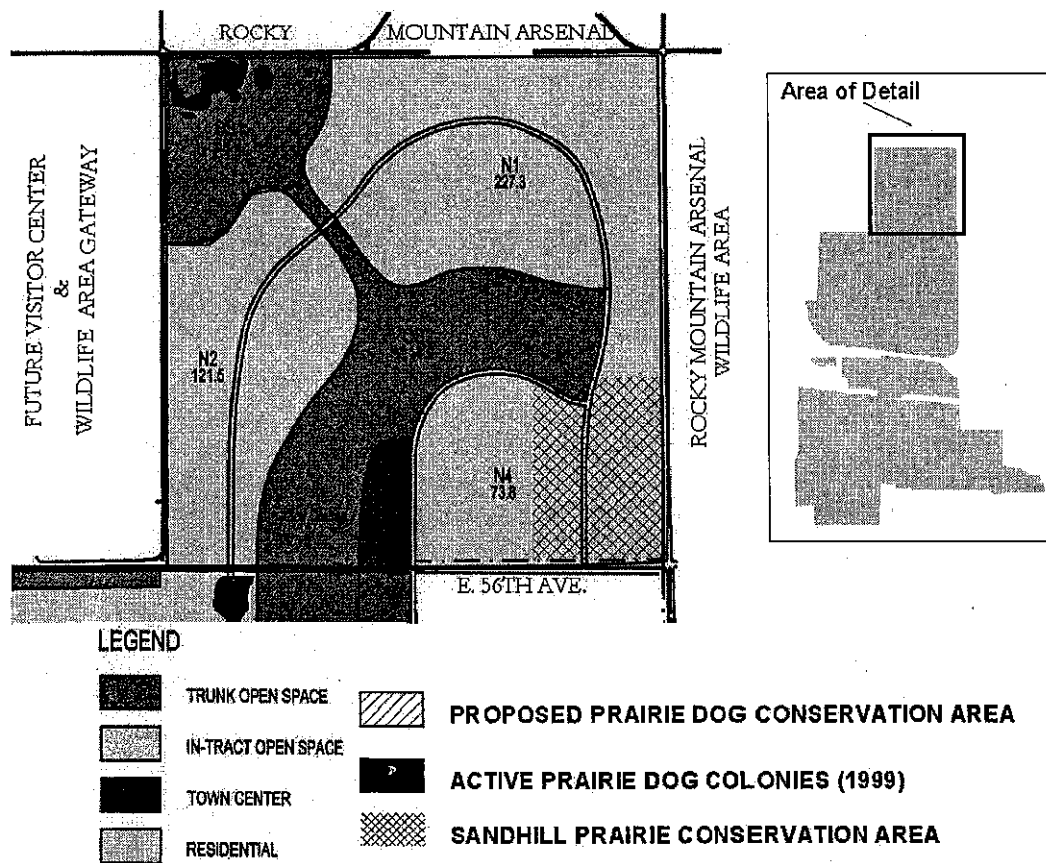 ROCKY MOUNTAIN ARSENAL
Area of Detail
FUTURE VISITOR CENTER
&
WILDLIFE AREA GATEWAY
N1
227.3
N2
121.5
N4
73.8
ROCKY MOUNTAIN ARSENAL
WILDLIFE AREA
E. 56TH AVE.
LEGEND
TRUNK OPEN SPACE
IN-TRACT OPEN SPACE
TOWN CENTER
RESIDENTIAL
PROPOSED PRAIRIE DOG CONSERVATION AREA
ACTIVE PRAIRIE DOG COLONIES (1999)
SANDHILL PRAIRIE CONSERVATION AREA